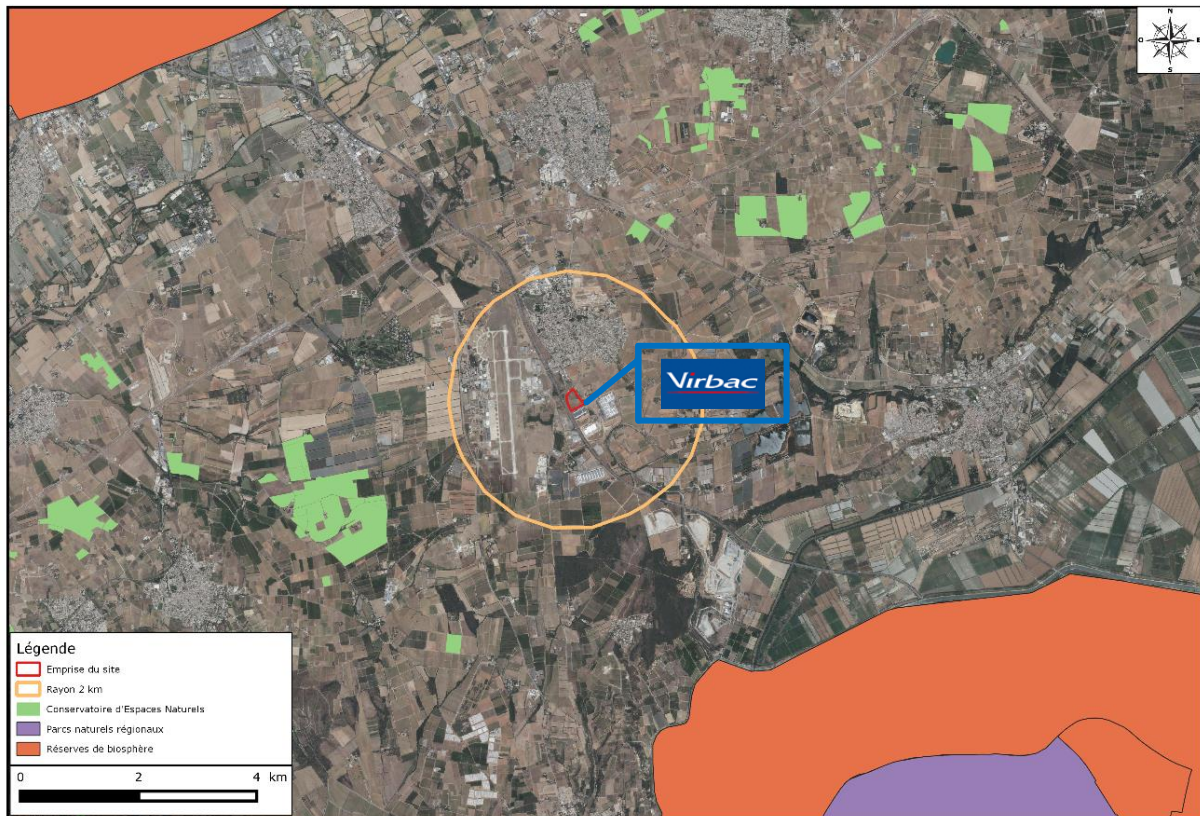 N
O E
S
Virbac
Légende
Emprise du site
Rayon 2 km
Conservatoire d'Espaces Naturels
Parcs naturels régionaux
Réserves de biosphère
0 2 4 km